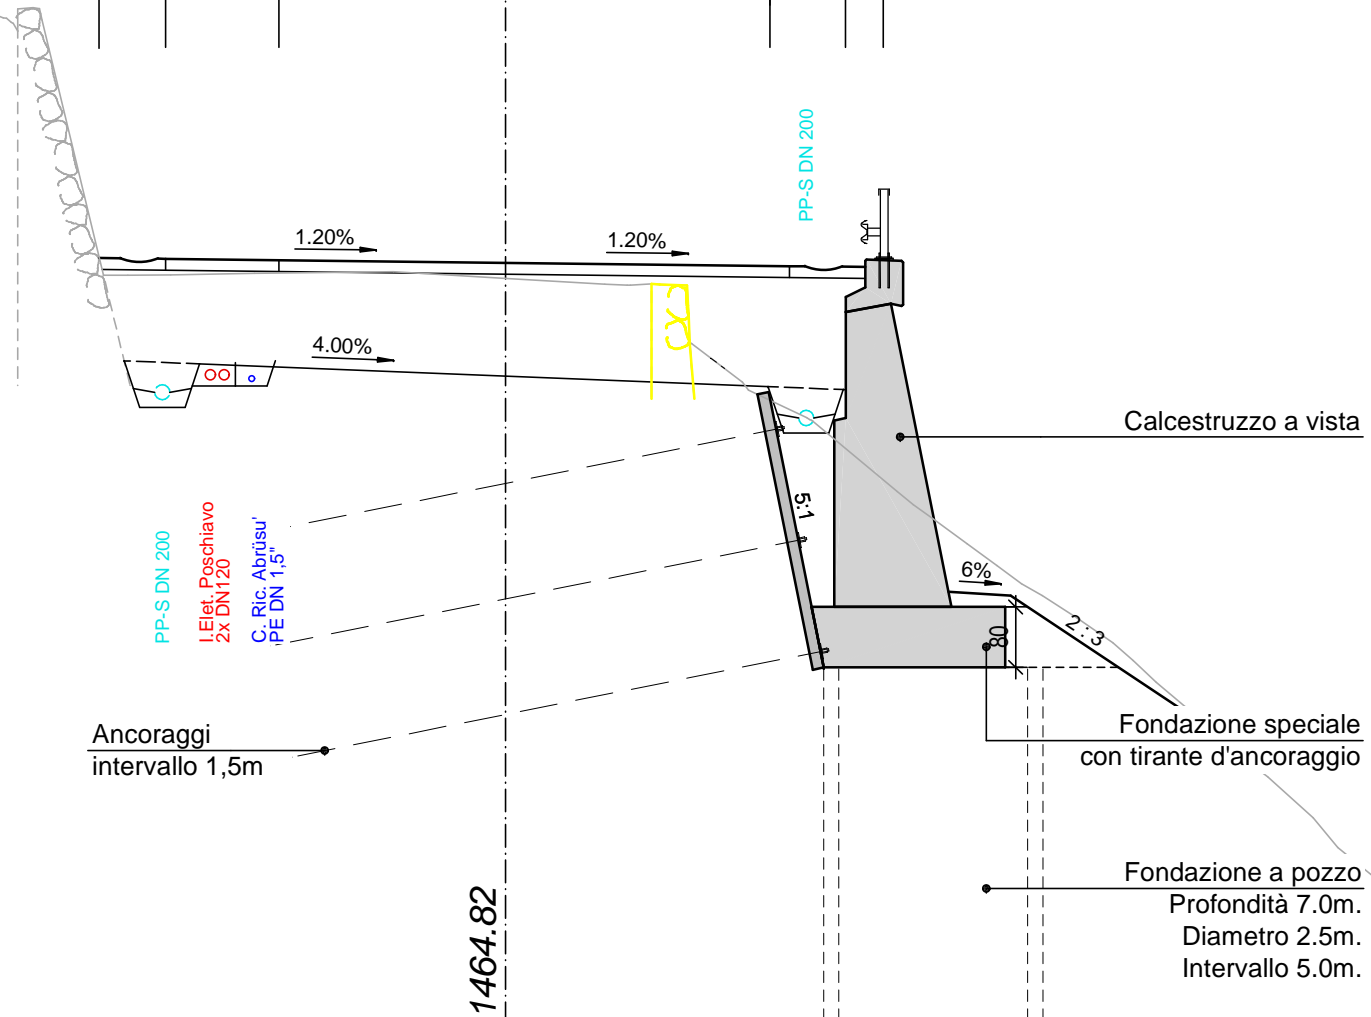 PP-S DN 200
1.20%
1.20%
4.00%
Calcestruzzo a vista
5:1
PP-S DN 200
I.Elet. Poschiavo
2x DN120
C. Ric. Abrüsu'
PE DN 1,5"
6%
80
2 : 3
Ancoraggi
intervallo 1,5m
Fondazione speciale
con tirante d'ancoraggio
1464.82
Fondazione a pozzo
Profondità 7.0m.
Diametro 2.5m.
Intervallo 5.0m.